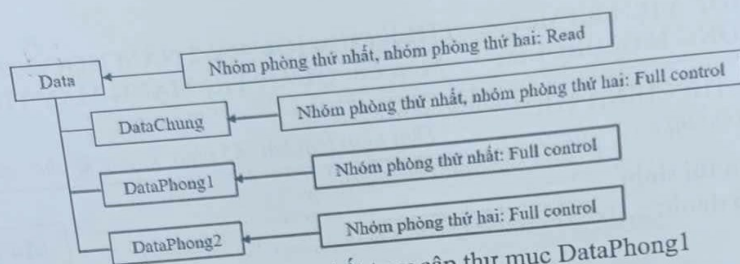 Nhóm phòng thứ nhất, nhóm phòng thứ hai: Read
Data
Nhóm phòng thứ nhất, nhóm phòng thứ hai: Full control
DataChung
Nhóm phòng thứ nhất: Full control
DataPhong1
Nhóm phòng thứ hai: Full control
DataPhong2
thư mục DataPhong1